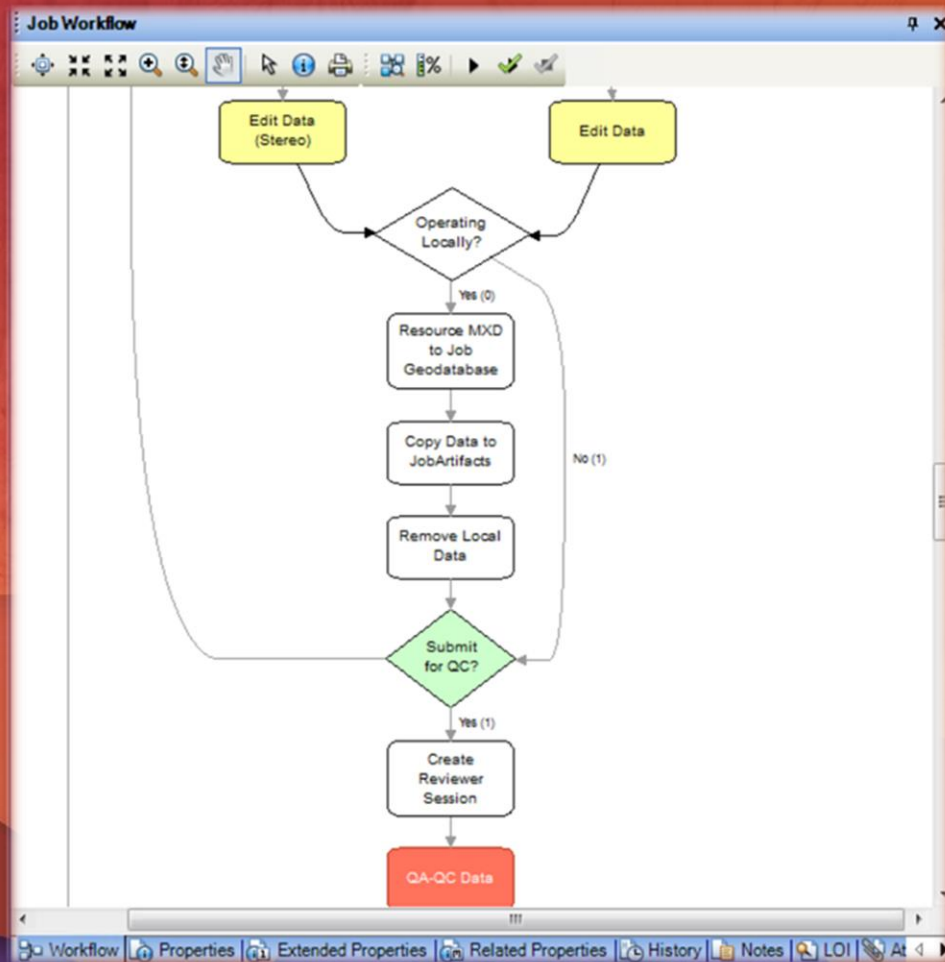 Job Workflow
Edit Data
(Stereo)
Edit Data
Operating
Locally?
Yes (0)
Resource MXD
to Job
Geodatabase
Copy Data to
JobArtifacts
No (1)
Remove Local
Data
Submit
for QC?
Yes (1)
Create
Reviewer
Session
QA-QC Data
Workflow Properties Extended Properties Related Properties History Notes LOI At